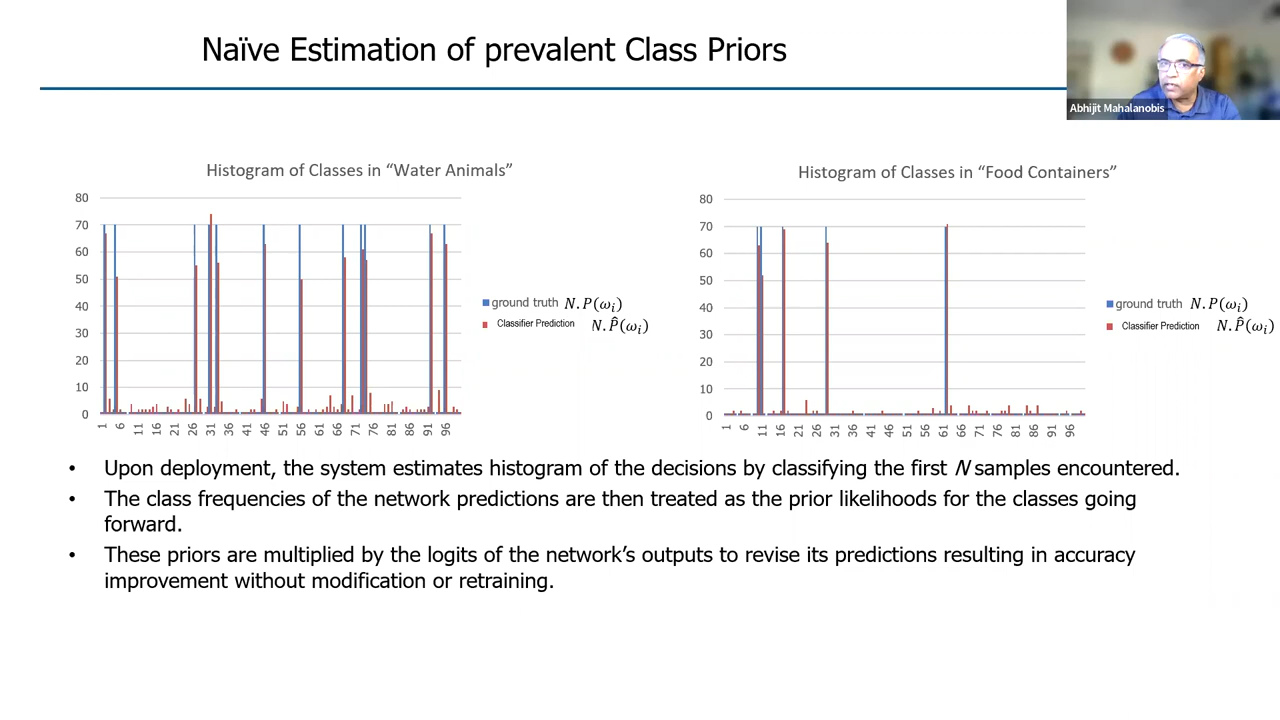 Naïve Estimation of prevalent Class Priors
Abhijit Mahalanobis
Histogram of Classes in “Water Animals”
80
70
60
50
40
30
20
10
0
1 6 11 16 21 26 31 36 41 46 51 56 61 66 71 76 81 86 91 96
ground truth N.P(ωᵢ)
Classifier Prediction N.P̂(ωᵢ)
Histogram of Classes in “Food Containers”
80
70
60
50
40
30
20
10
0
1 6 11 16 21 26 31 36 41 46 51 56 61 66 71 76 81 86 91 96
ground truth N.P(ωᵢ)
Classifier Prediction N.P̂(ωᵢ)
• Upon deployment, the system estimates histogram of the decisions by classifying the first N samples encountered.
• The class frequencies of the network predictions are then treated as the prior likelihoods for the classes going
forward.
• These priors are multiplied by the logits of the network’s outputs to revise its predictions resulting in accuracy
improvement without modification or retraining.